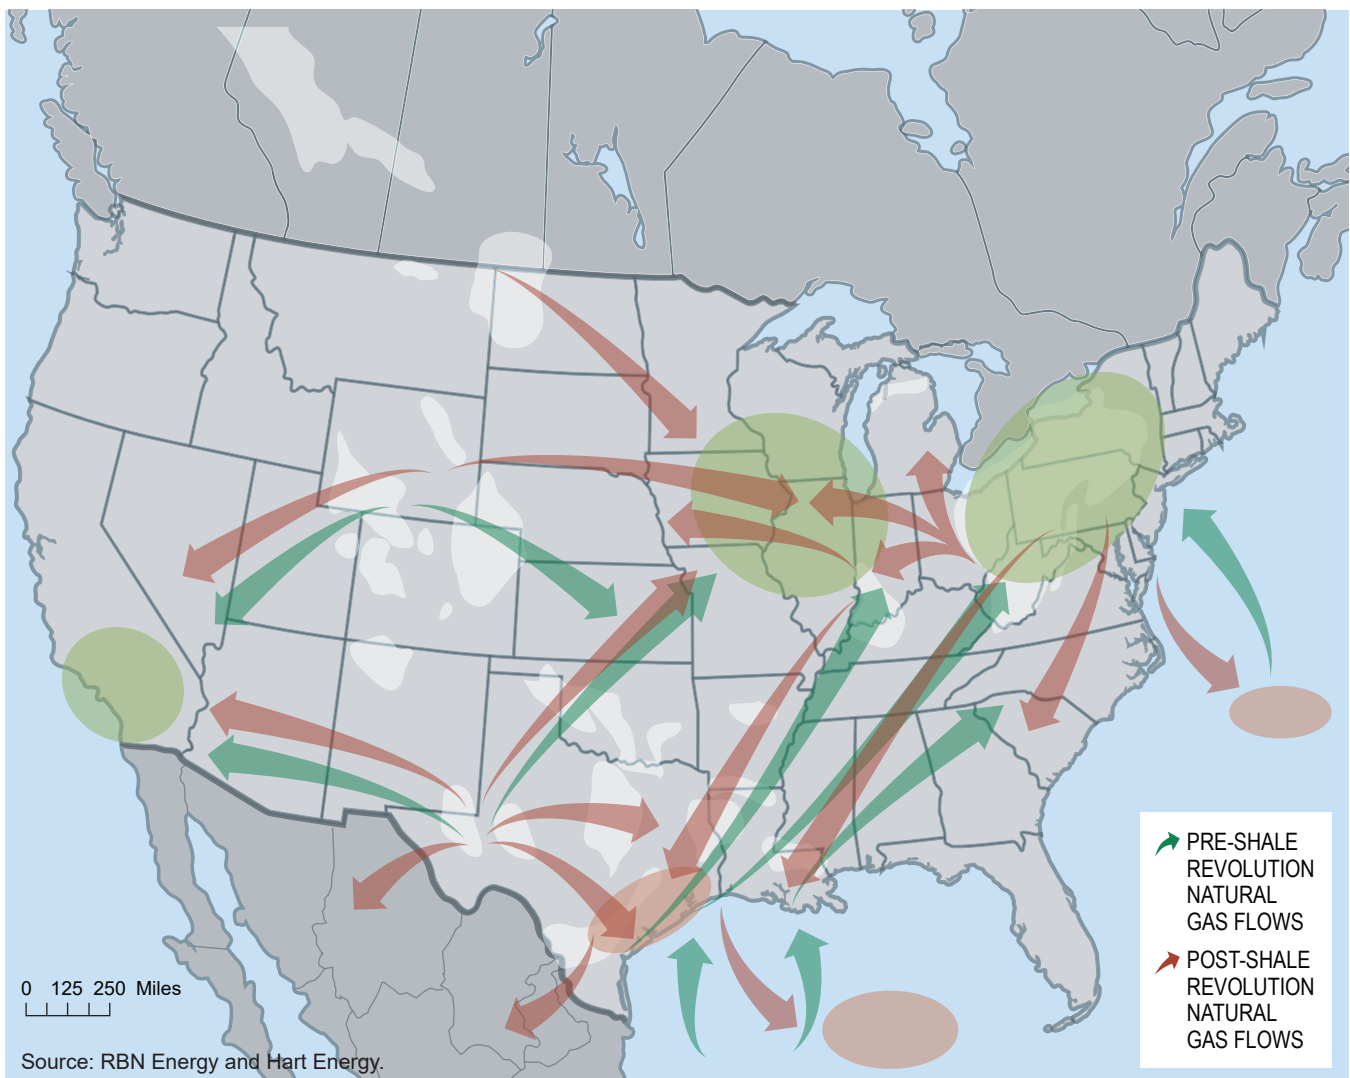 PRE-SHALE
REVOLUTION
NATURAL
GAS FLOWS
POST-SHALE
REVOLUTION
NATURAL
GAS FLOWS
0 125 250 Miles
Source: RBN Energy and Hart Energy.